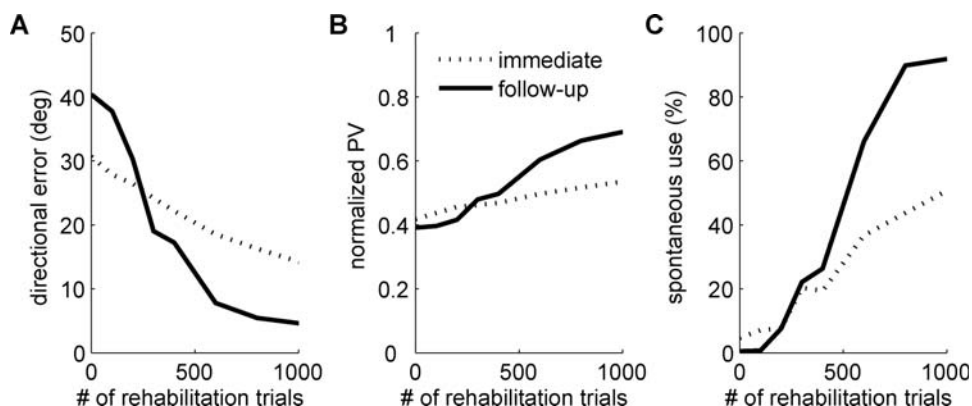 A
directional error (deg)
50
40
30
20
10
0
0
500
1000
# of rehabilitation trials
B
normalized PV
1
0.8
0.6
0.4
0.2
0
0
500
1000
# of rehabilitation trials
immediate
follow-up
C
spontaneous use (%)
100
80
60
40
20
0
0
500
1000
# of rehabilitation trials